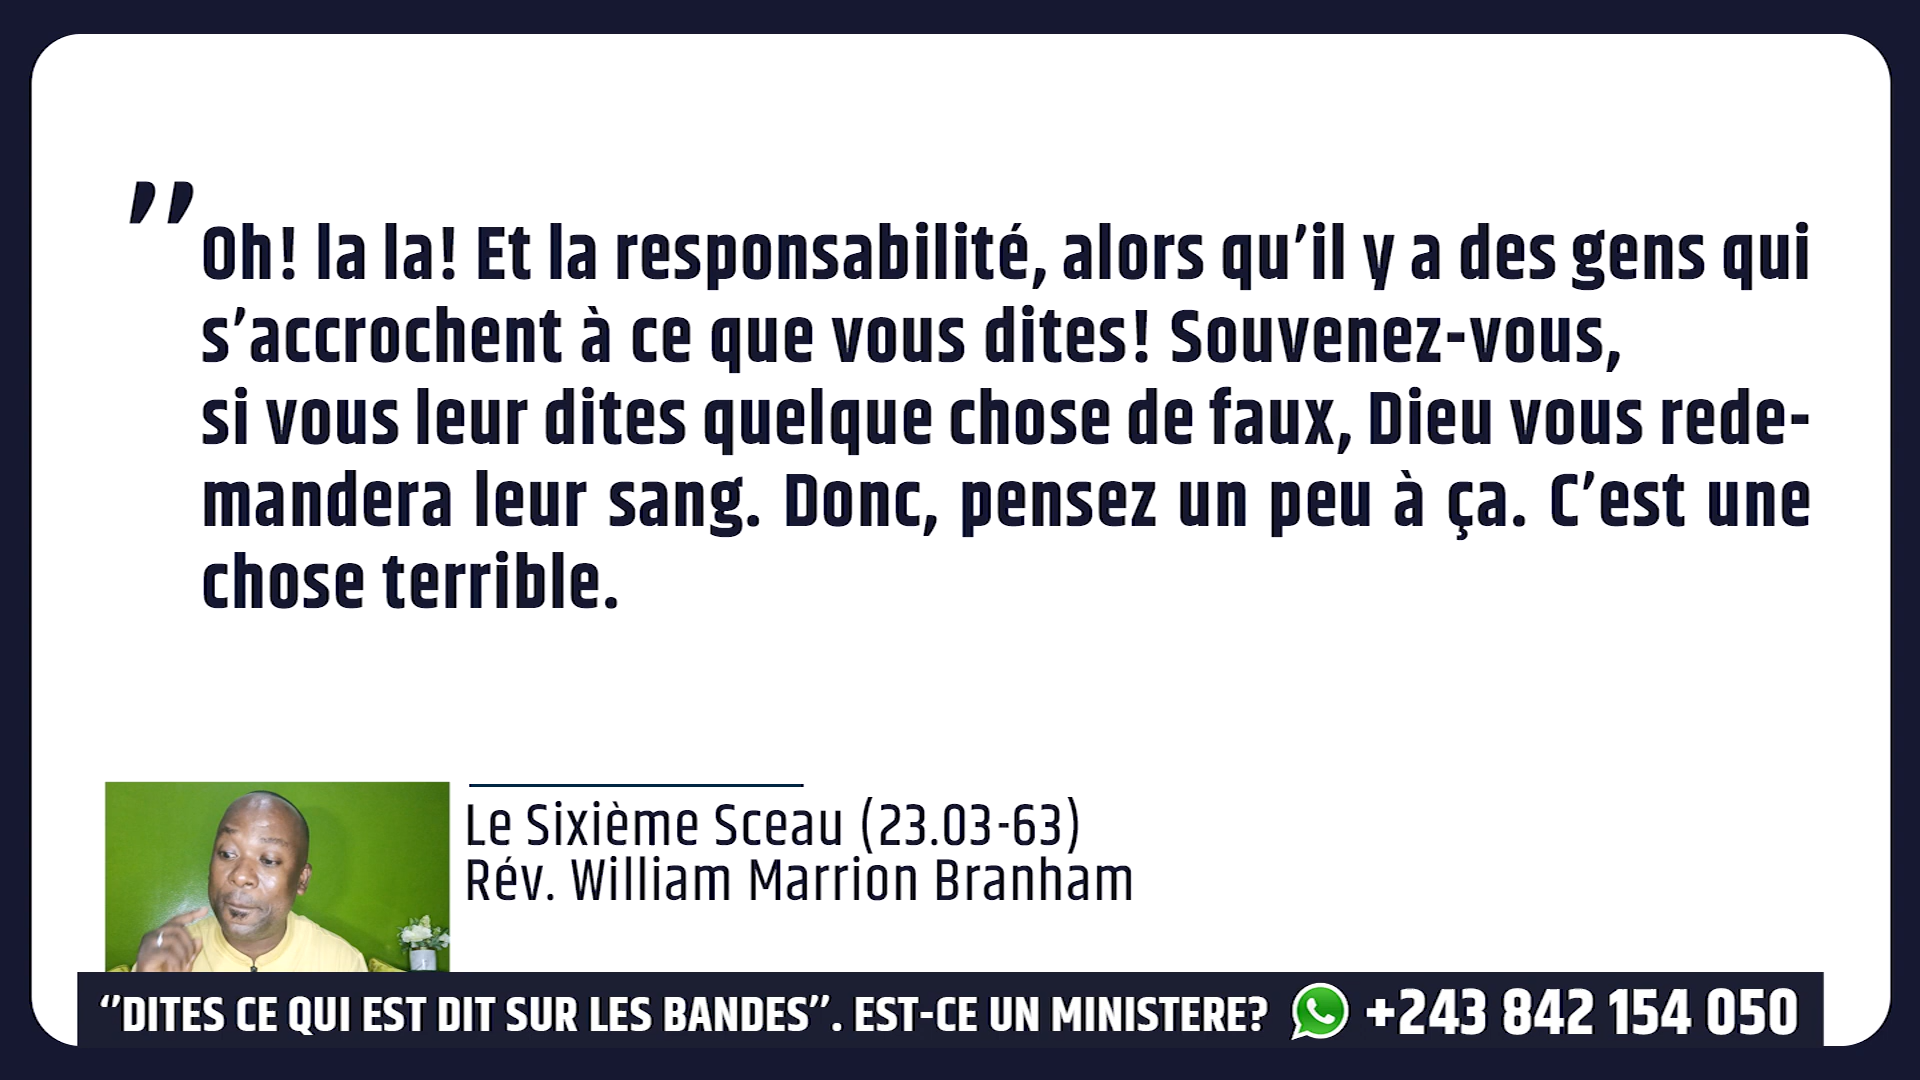 ” Oh! la la! Et la responsabilité, alors qu’il y a des gens qui
s’accrochent à ce que vous dites! Souvenez-vous,
si vous leur dites quelque chose de faux, Dieu vous rede-
mandera leur sang. Donc, pensez un peu à ça. C’est une
chose terrible.
Le Sixième Sceau (23.03-63)
Rév. William Marrion Branham
‘’DITES CE QUI EST DIT SUR LES BANDES’’. EST-CE UN MINISTERE? +243 842 154 050